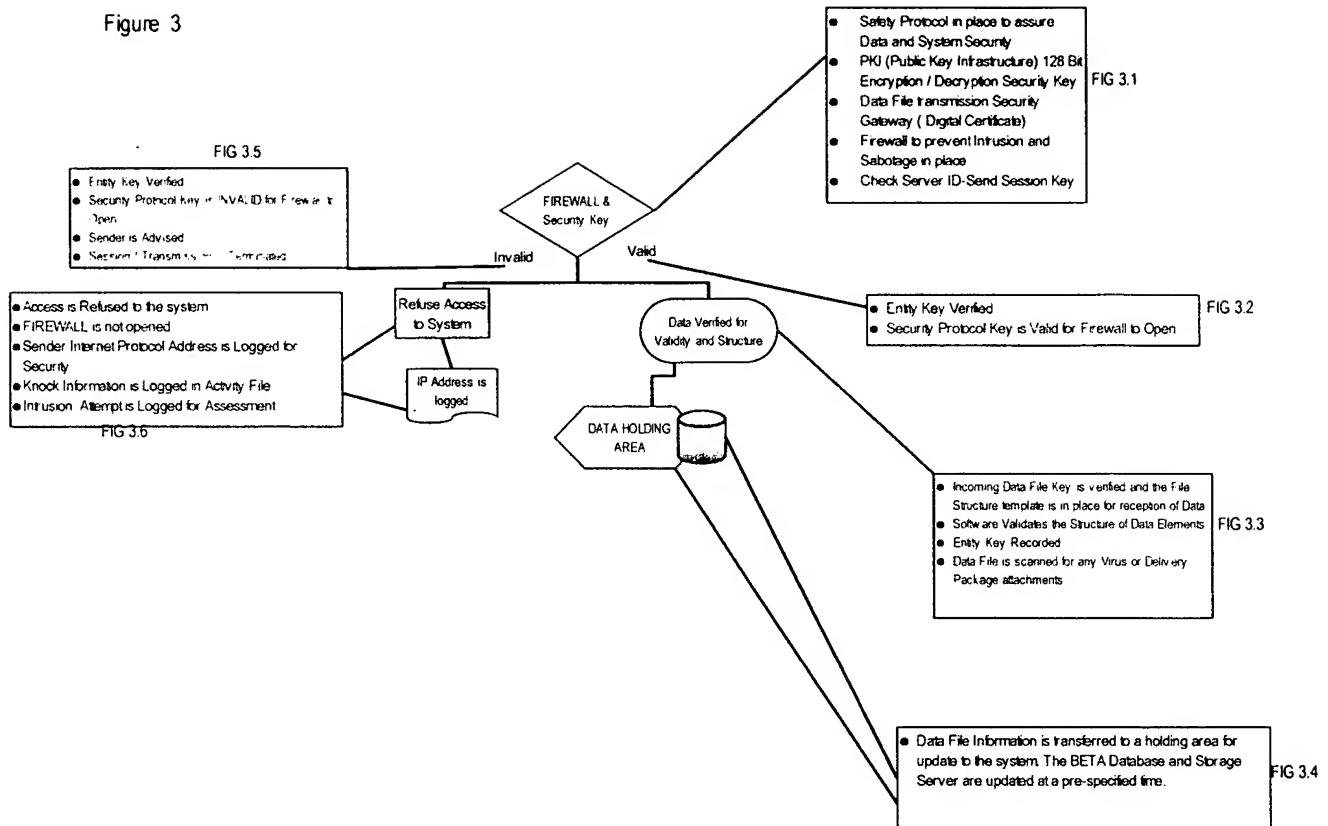 Figure 3
● Safety Protocol in place to assure
Data and System Security
● PKI (Public Key Infrastructure) 128 Bit
Encryption / Decryption Security Key
● Data File transmission Security
Gateway ( Digital Certificate)
● Firewall to prevent Intrusion and
Sabotage in place
● Check Server ID-Send Session Key
FIG 3.1
FIG 3.5
● Entity Key Verified
● Security Protocol Key is INVALID for Firewall to
Open
● Sender is Advised
● Session / Transmission Terminated
FIREWALL &
Security Key
Invalid
Valid
● Access is Refused to the system
● FIREWALL is not opened
● Sender Internet Protocol Address is Logged for
Security
● Knock Information is Logged in Activity File
● Intrusion Attempt is Logged for Assessment
FIG 3.6
Refuse Access
to System
IP Address is
logged
Data Verified for
Validity and Structure
● Entity Key Verified
● Security Protocol Key is Valid for Firewall to Open
FIG 3.2
DATA HOLDING
AREA
● Incoming Data File Key is verified and the File
Structure template is in place for reception of Data
● Software Validates the Structure of Data Elements
● Entity Key Recorded
● Data File is scanned for any Virus or Delivery
Package attachments
FIG 3.3
● Data File Information is transferred to a holding area for
update to the system. The BETA Database and Storage
Server are updated at a pre-specified time.
FIG 3.4